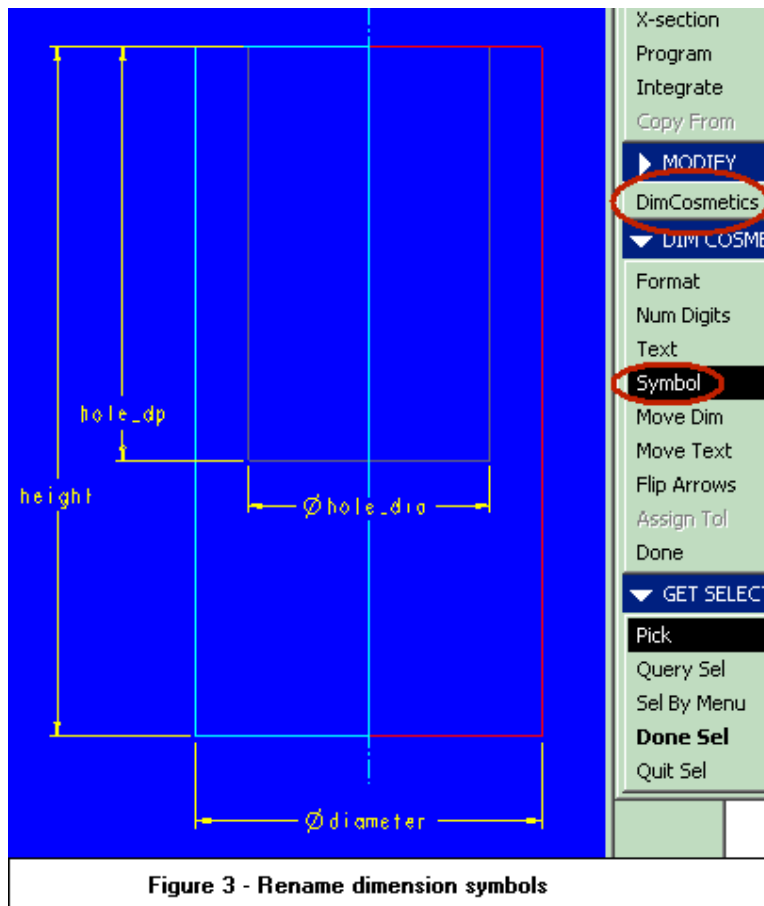 hole_dp
height
Øhole_dia
Ødiameter
X-section
Program
Integrate
Copy From
MODIFY
DimCosmetics
DIM COSME
Format
Num Digits
Text
Symbol
Move Dim
Move Text
Flip Arrows
Assign Tol
Done
GET SELECT
Pick
Query Sel
Sel By Menu
Done Sel
Quit Sel
Figure 3 - Rename dimension symbols